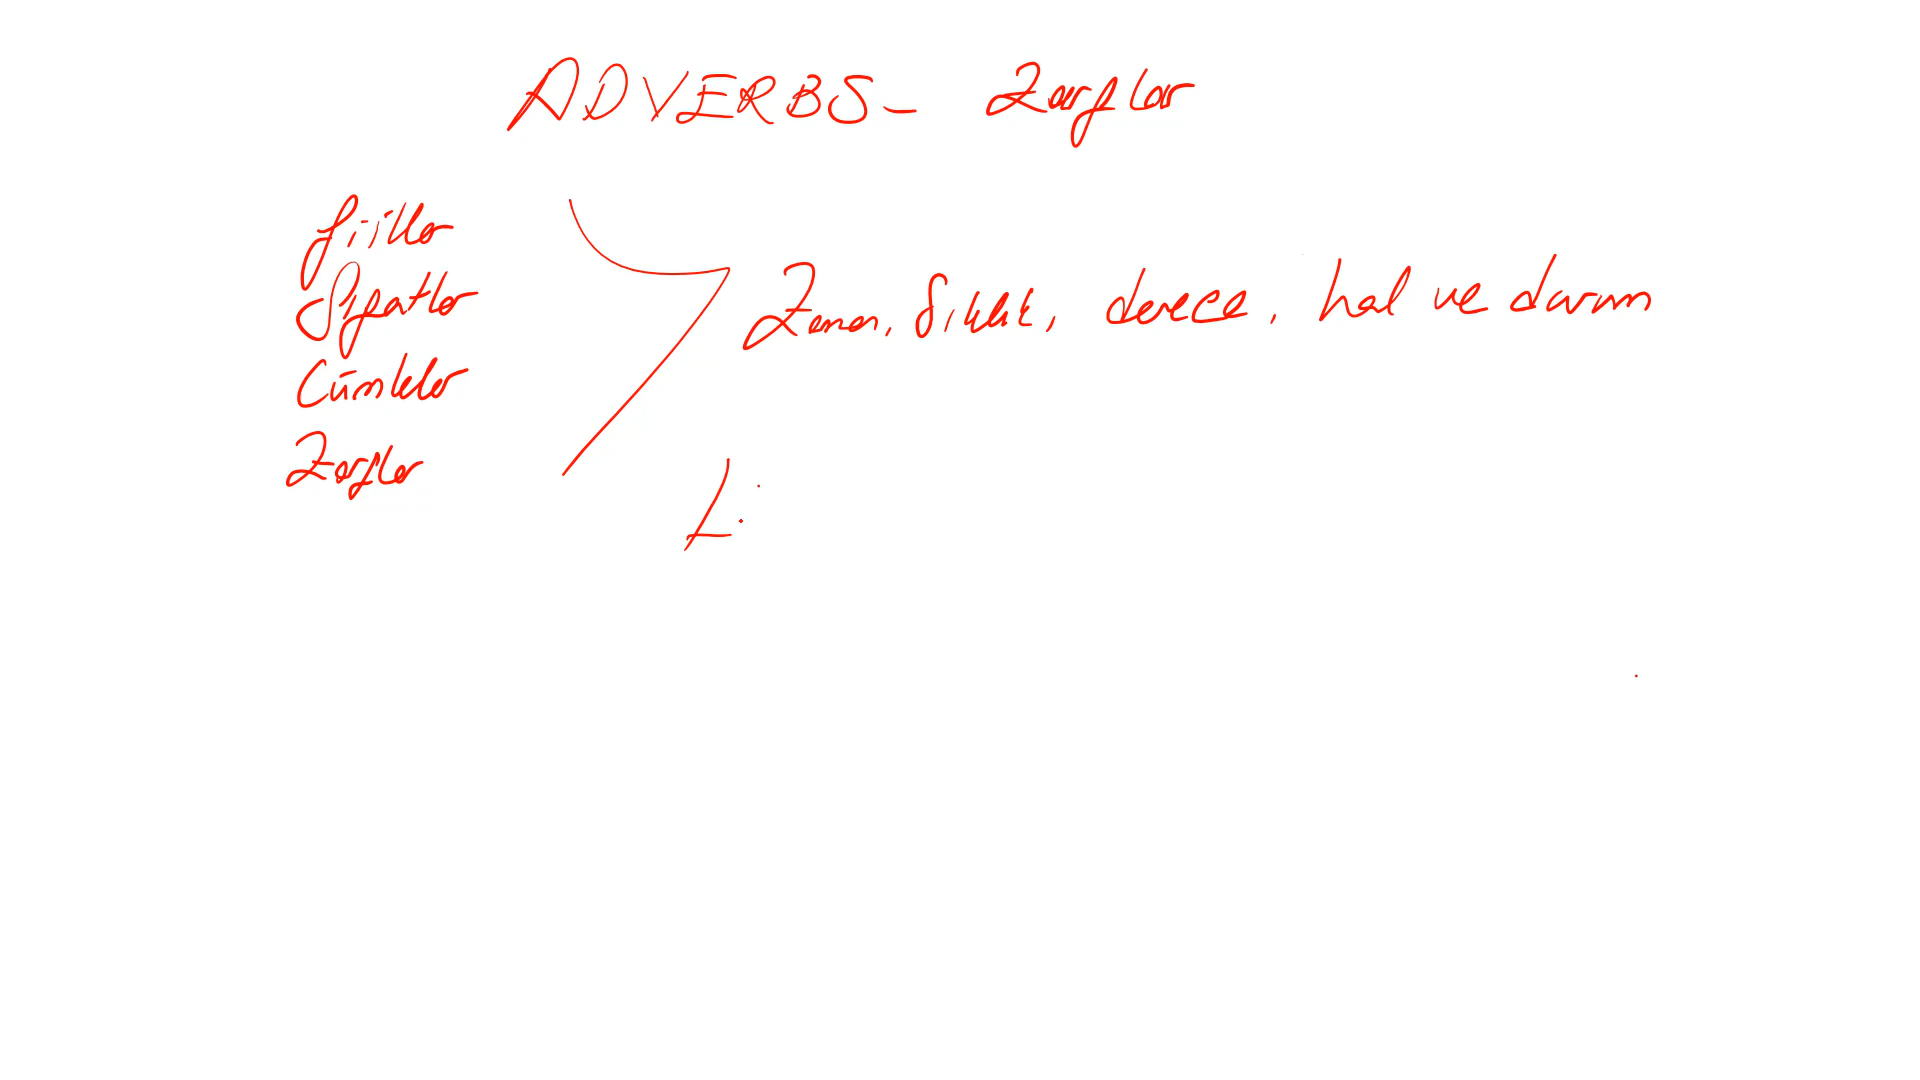 ADVERBS - Zarflar
fiiller
Sıfatlar
Zaman, Sıklık, derece, hal ve durum
Cümleler
Zarflar